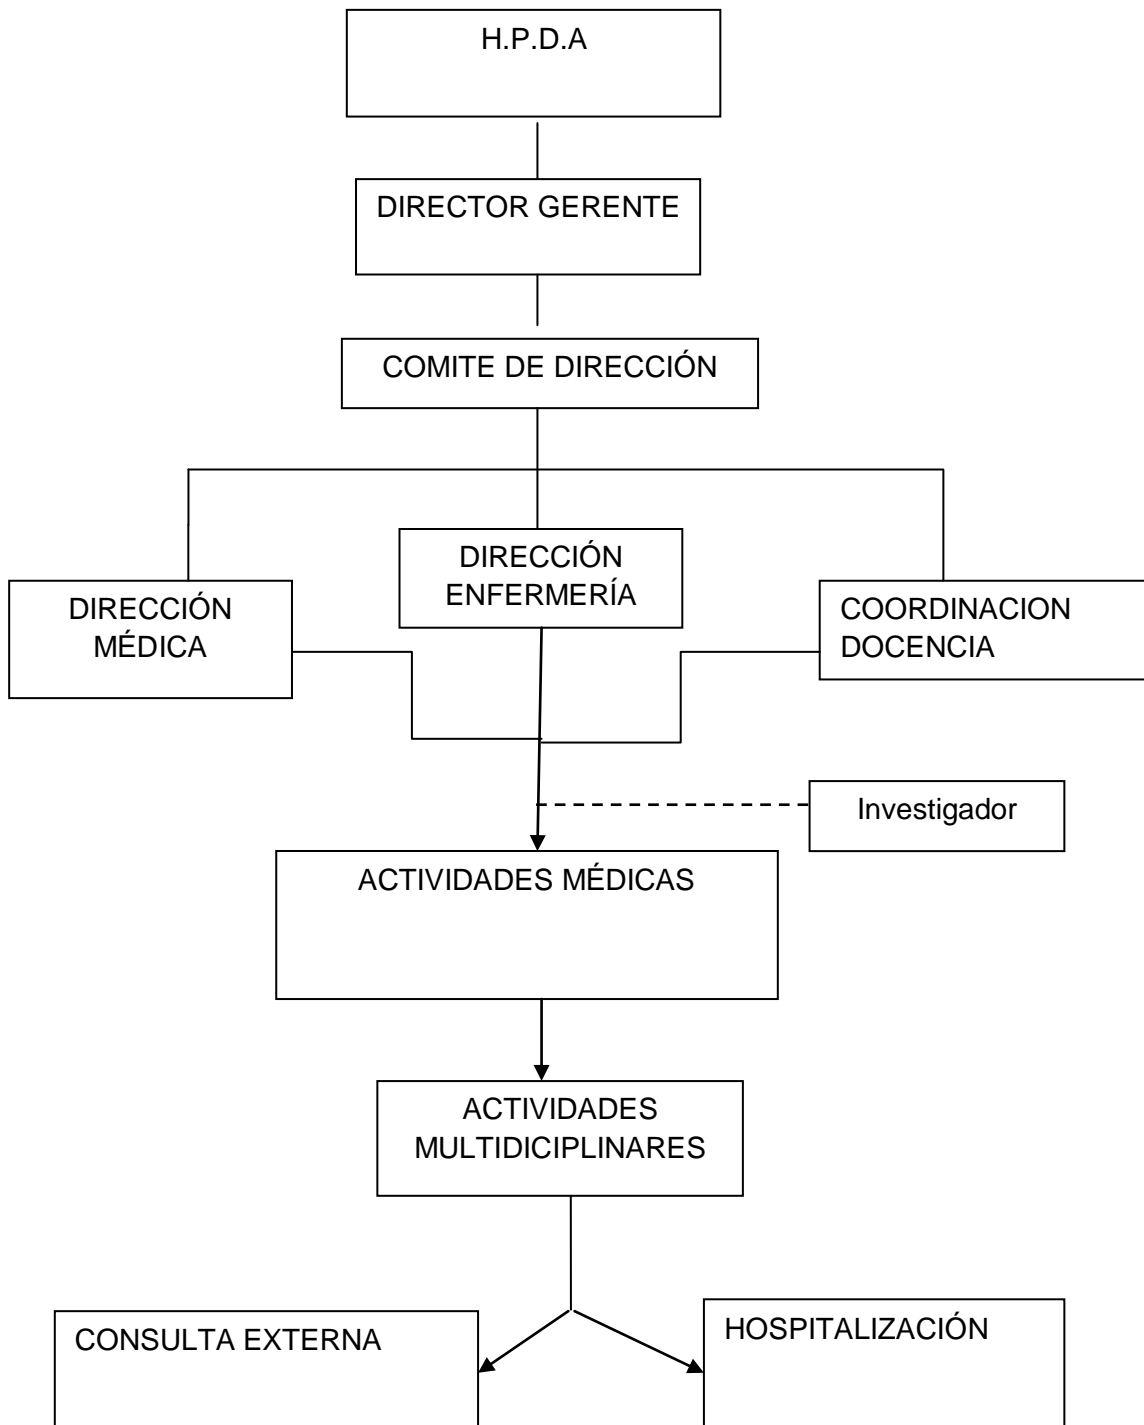 H.P.D.A
DIRECTOR GERENTE
COMITE DE DIRECCIÓN
DIRECCIÓN
ENFERMERÍA
DIRECCIÓN
MÉDICA
COORDINACION
DOCENCIA
Investigador
ACTIVIDADES MÉDICAS
ACTIVIDADES
MULTIDICIPLINARES
CONSULTA EXTERNA
HOSPITALIZACIÓN